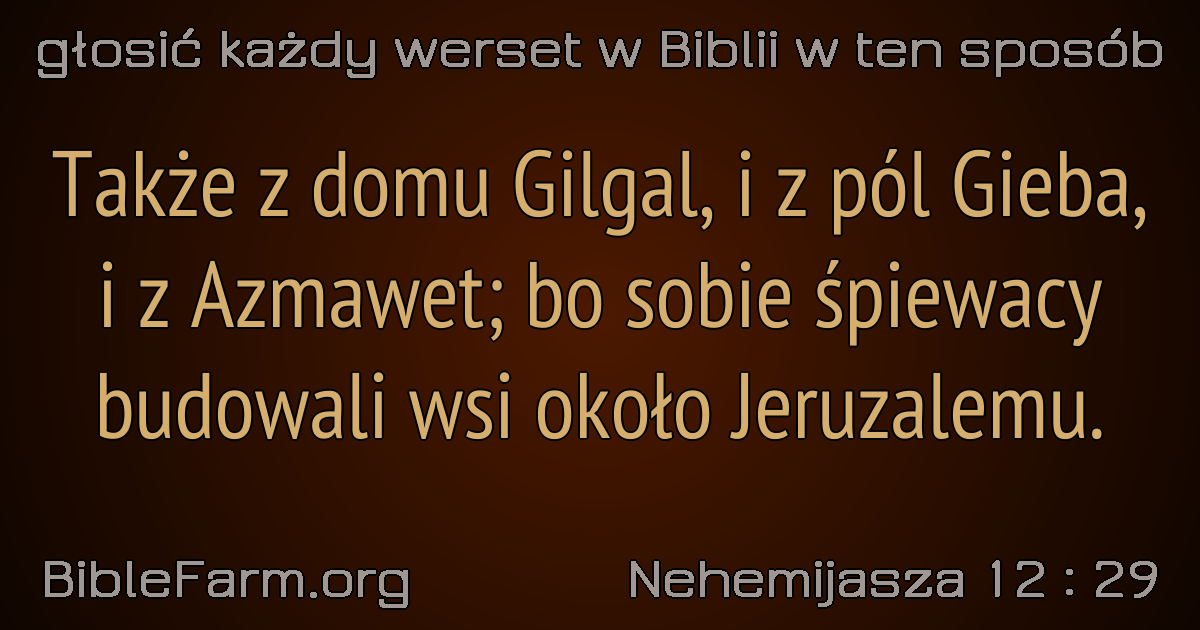 głosić każdy werset w Biblii w ten sposób
Także z domu Gilgal, i z pól Gieba,
i z Azmawet; bo sobie śpiewacy
budowali wsi około Jeruzalemu.
BibleFarm.org
Nehemijasza 12 : 29